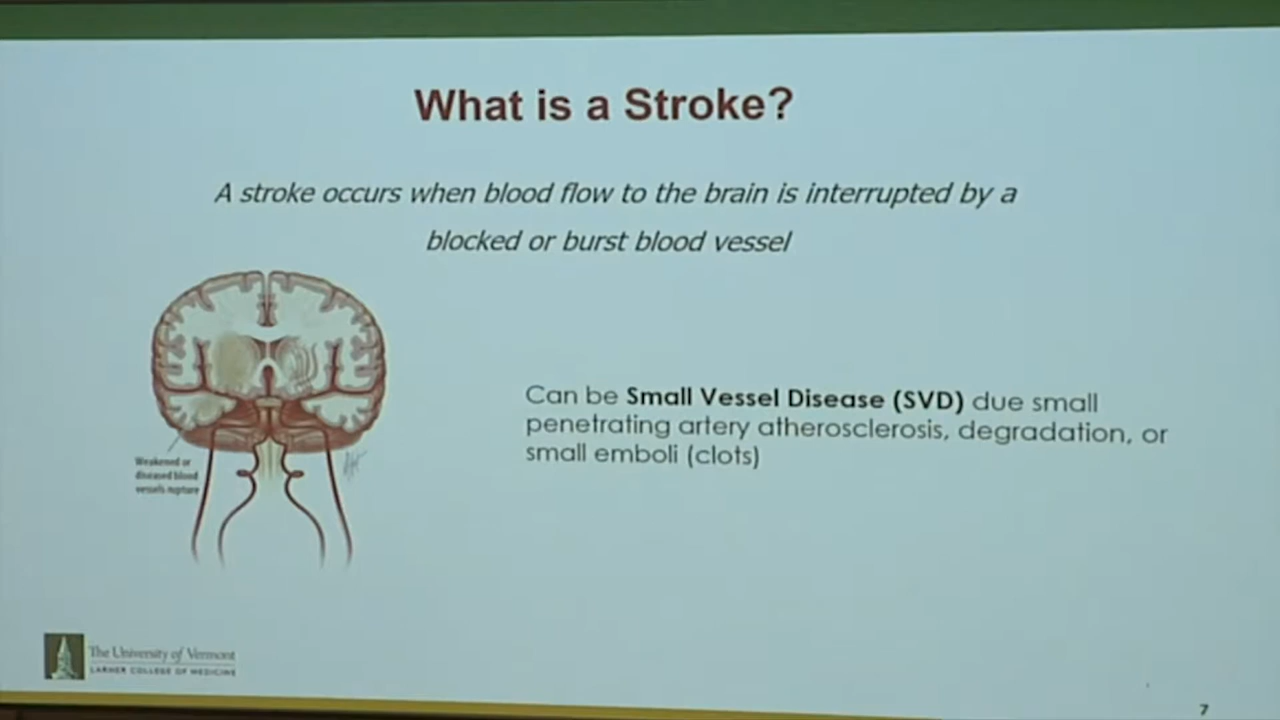 What is a Stroke?
A stroke occurs when blood flow to the brain is interrupted by a
blocked or burst blood vessel
Can be Small Vessel Disease (SVD) due small
penetrating artery atherosclerosis, degradation, or
small emboli (clots)
Weakened or
diseased blood
vessels rupture
The University of Vermont
LARNER COLLEGE OF MEDICINE
7